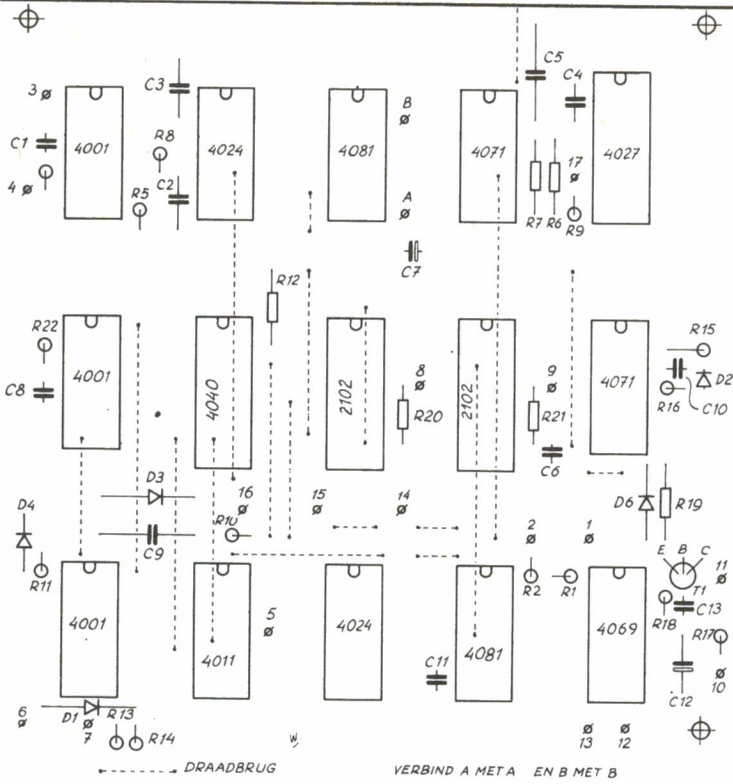 C5
C3
C4
3
B
C1
4001
R8
4024
4081
4071
4027
4
R5
C2
17
A
R7
R6
R9
C7
R12
R22
R15
4001
8
9
4071
D2
C8
4040
2102
R20
2102
R21
R16
C10
C6
D3
16
15
14
D6
R19
D4
C9
R10
2
1
E
B
C
11
R11
R2
R1
T1
4001
5
4024
4069
R18
C13
R17
4011
C11
4081
C12
10
6
D1
R13
7
R14
13
12
DRAADBRUG
VERBIND A MET A EN B MET B